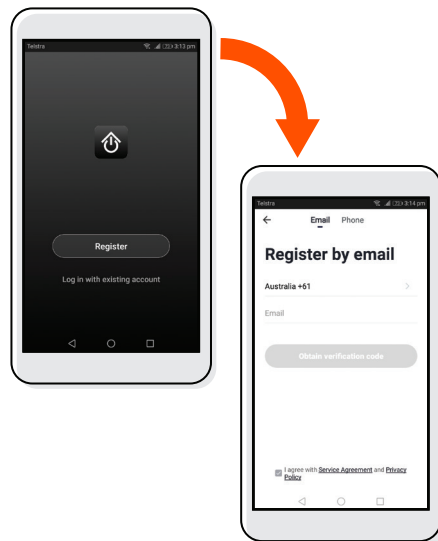 Telstra 3:13 pm
Register
Log in with existing account
Telstra 3:14 pm
Email Phone
Register by email
Australia +61
Email
Obtain verification code
I agree with Service Agreement and Privacy
Policy